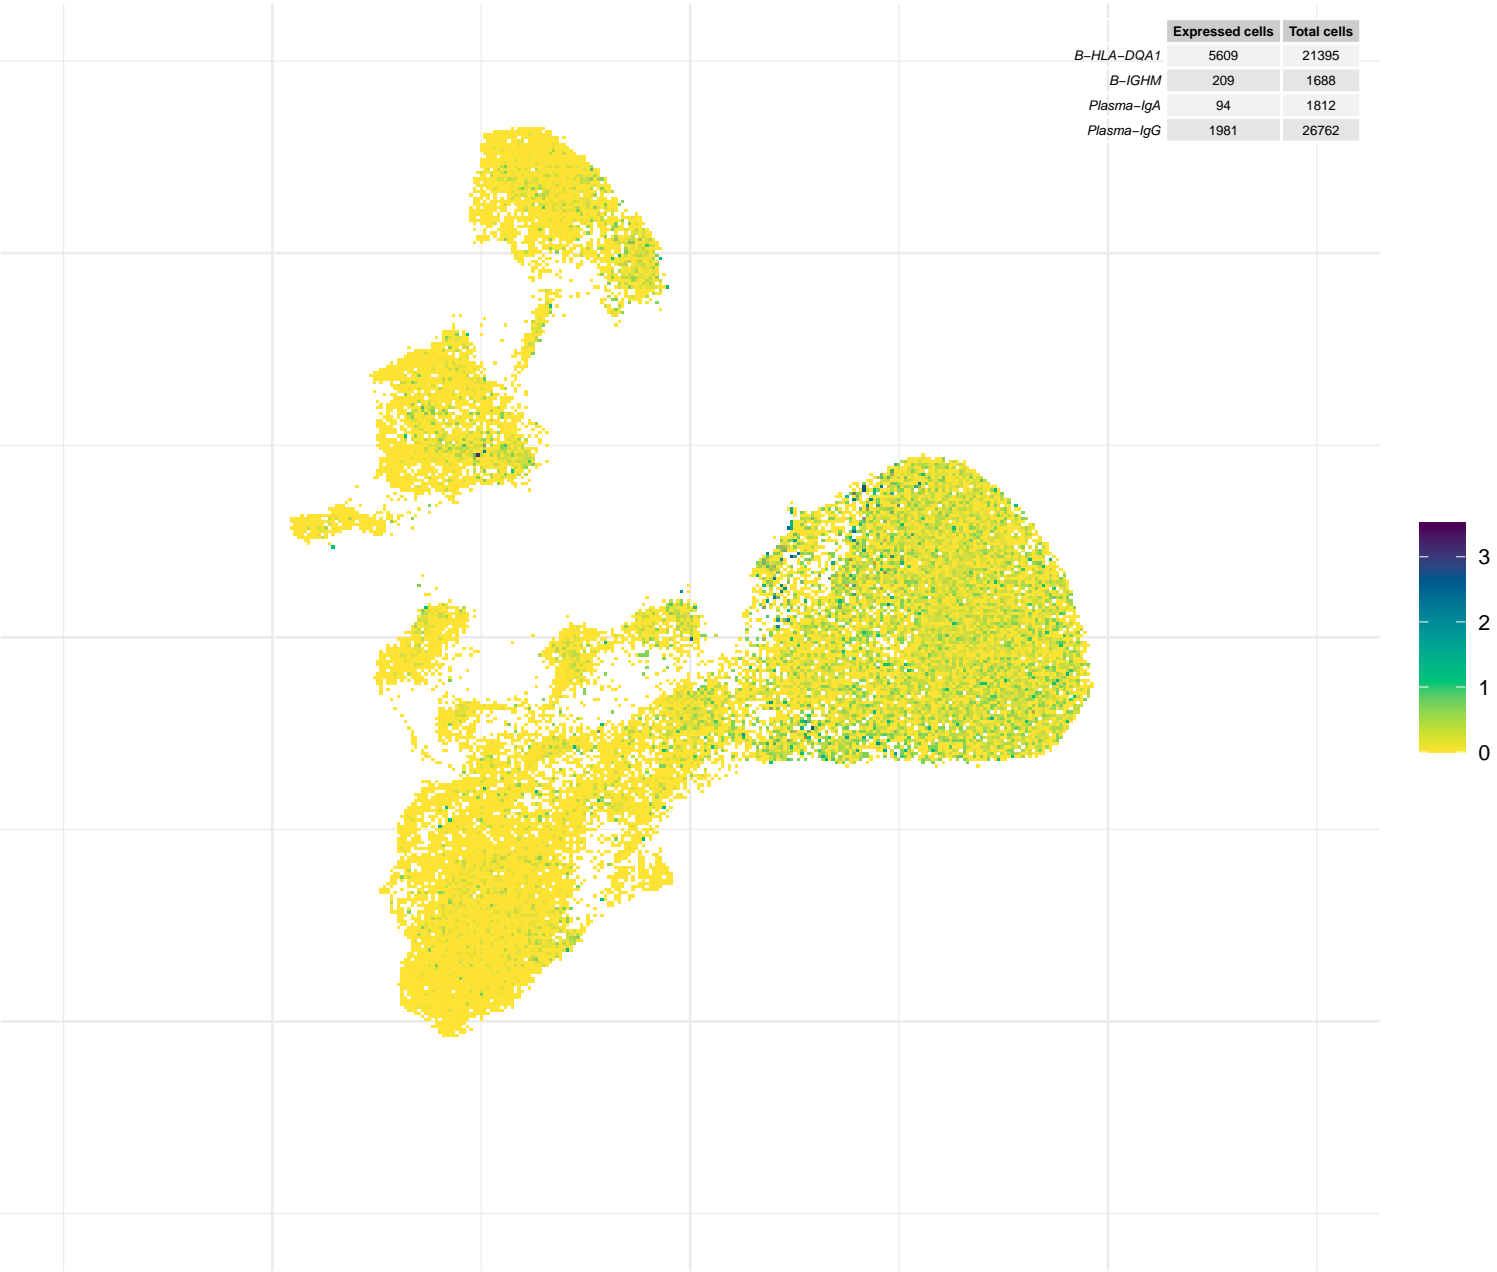 Expressed cells Total cells
B−HLA−DQA1 5609 21395
B−IGHM 209 1688
Plasma−IgA 94 1812
Plasma−IgG 1981 26762
3
2
1
0